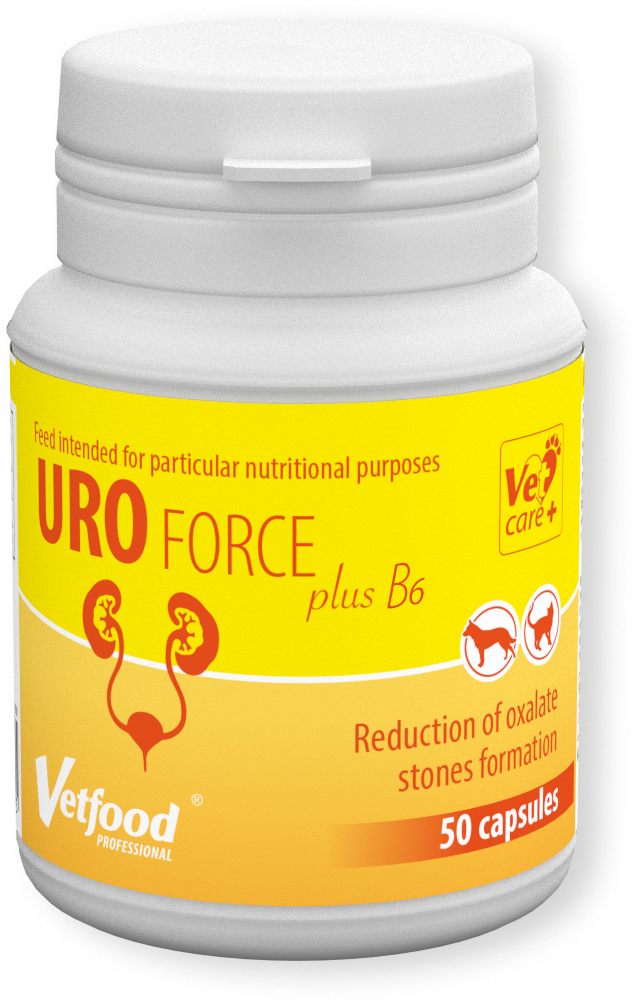 Feed intended for particular nutritional purposes
URO FORCE
plus B6
Vet
care+
Reduction of oxalate
stones formation
50 capsules
Vetfood®
PROFESSIONAL